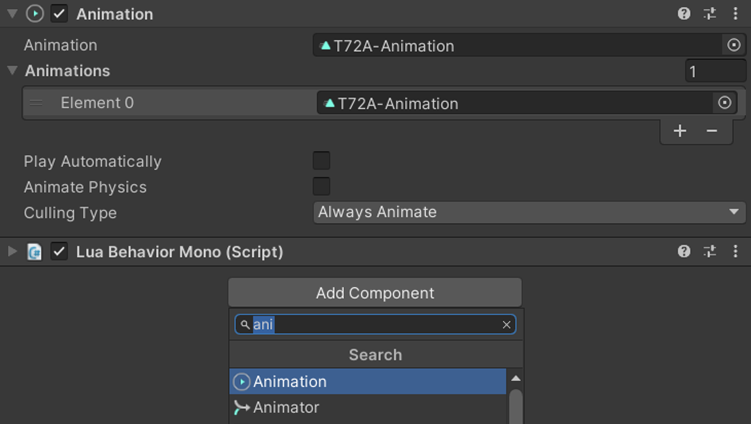 Animation
Animation T72A-Animation
Animations 1
Element 0 T72A-Animation
Play Automatically
Animate Physics
Culling Type Always Animate
Lua Behavior Mono (Script)
Add Component
ani
Search
Animation
Animator